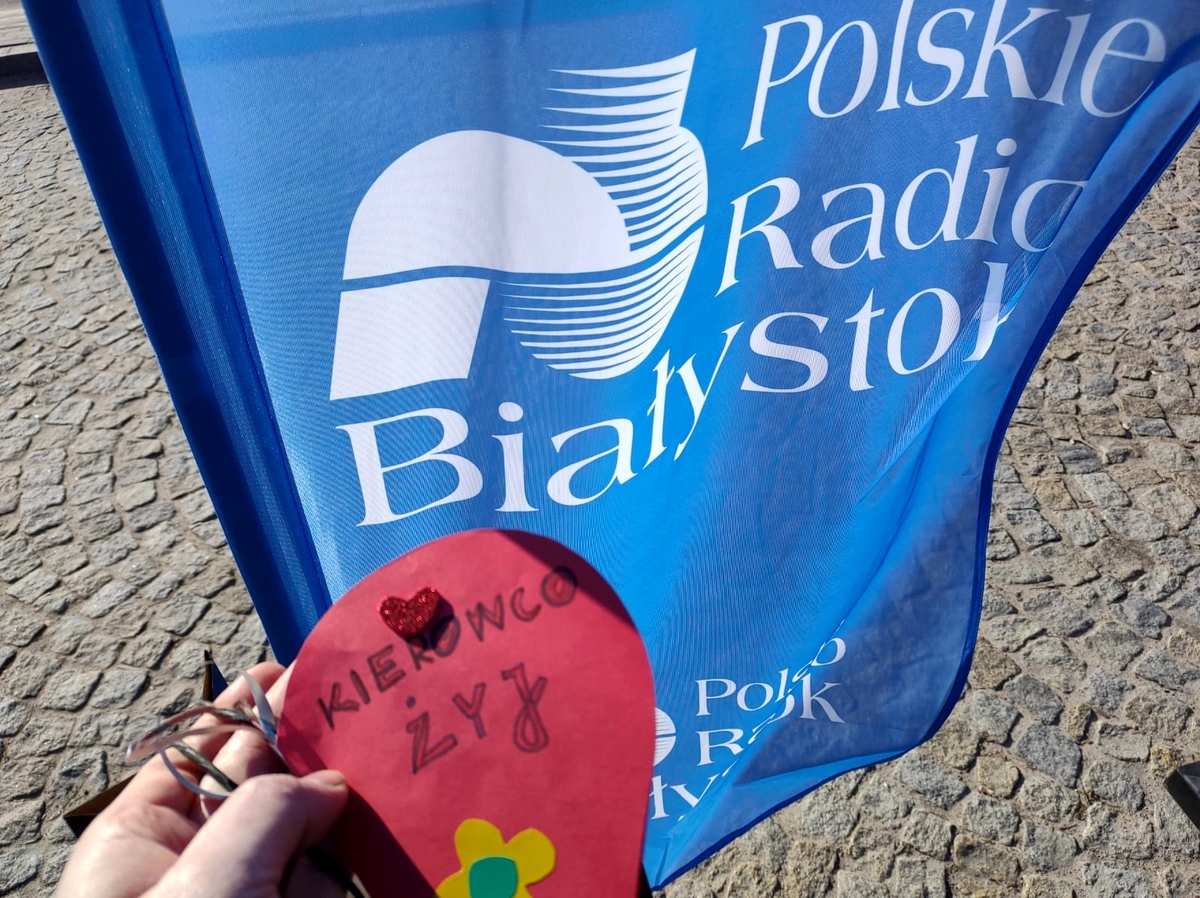 Polskie
Radio
Białystok
KIEROWCO
ŻYJ